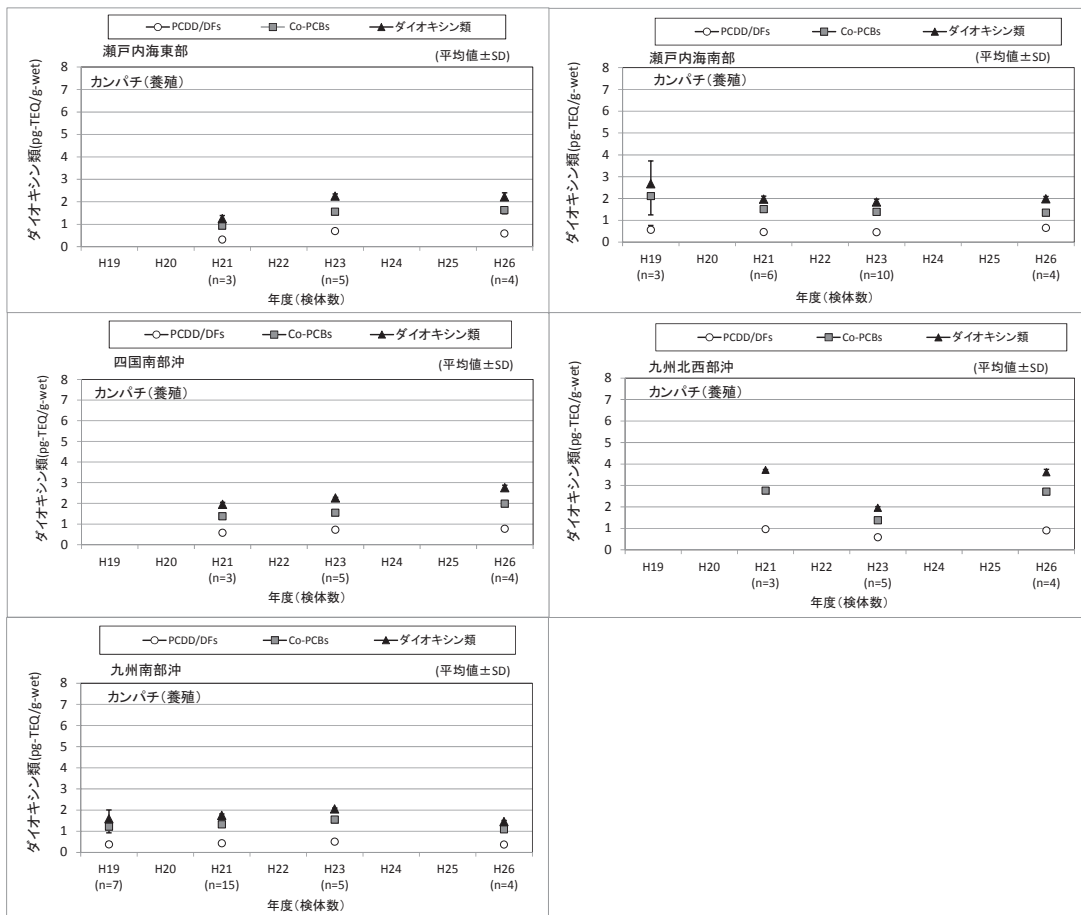 PCDD/DFs Co-PCBs ダイオキシン類
瀬戸内海東部 (平均値±SD)
カンパチ(養殖)
ダイオキシン類(pg-TEQ/g-wet)
8
7
6
5
4
3
2
1
0
H19 H20 H21 H22 H23 H24 H25 H26
(n=3) (n=5) (n=4)
年度(検体数)
PCDD/DFs Co-PCBs ダイオキシン類
瀬戸内海南部 (平均値±SD)
カンパチ(養殖)
ダイオキシン類(pg-TEQ/g-wet)
8
7
6
5
4
3
2
1
0
H19 H20 H21 H22 H23 H24 H25 H26
(n=3) (n=6) (n=10) (n=4)
年度(検体数)
PCDD/DFs Co-PCBs ダイオキシン類
四国南部沖 (平均値±SD)
カンパチ(養殖)
ダイオキシン類(pg-TEQ/g-wet)
8
7
6
5
4
3
2
1
0
H19 H20 H21 H22 H23 H24 H25 H26
(n=3) (n=5) (n=4)
年度(検体数)
PCDD/DFs Co-PCBs ダイオキシン類
九州北西部沖 (平均値±SD)
カンパチ(養殖)
ダイオキシン類(pg-TEQ/g-wet)
8
7
6
5
4
3
2
1
0
H19 H20 H21 H22 H23 H24 H25 H26
(n=3) (n=5) (n=4)
年度(検体数)
PCDD/DFs Co-PCBs ダイオキシン類
九州南部沖 (平均値±SD)
カンパチ(養殖)
ダイオキシン類(pg-TEQ/g-wet)
8
7
6
5
4
3
2
1
0
H19 H20 H21 H22 H23 H24 H25 H26
(n=7) (n=15) (n=5) (n=4)
年度(検体数)